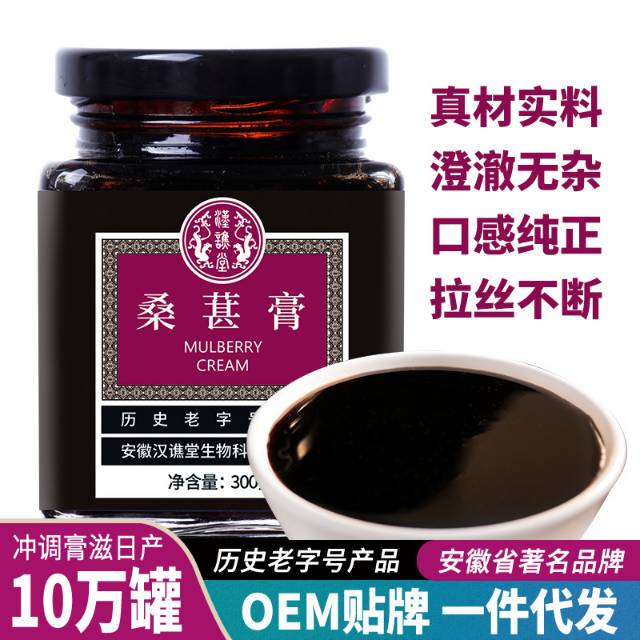 真材实料
澄澈无杂
口感纯正
拉丝不断
漢譙堂
桑葚膏
MULBERRY
CREAM
历史老字号
安徽汉谯堂生物科
净含量：300
冲调膏滋日产
10万罐
历史老字号产品
安徽省著名品牌
OEM贴牌 一件代发